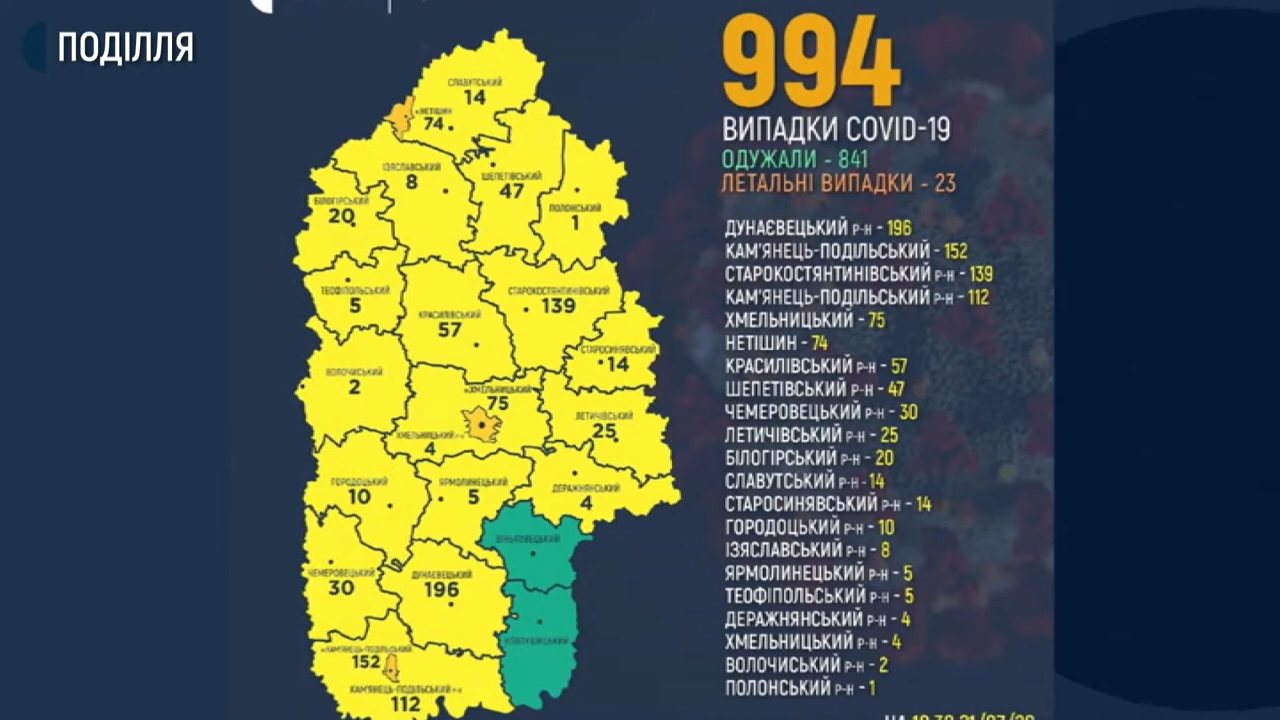 ПОДІЛЛЯ
994
ВИПАДКИ COVID-19
ОДУЖАЛИ - 841
ЛЕТАЛЬНІ ВИПАДКИ - 23
ДУНАЄВЕЦЬКИЙ Р-Н - 196
КАМ'ЯНЕЦЬ-ПОДІЛЬСЬКИЙ - 152
СТАРОКОСТЯНТИНІВСЬКИЙ Р-Н - 139
КАМ'ЯНЕЦЬ-ПОДІЛЬСЬКИЙ Р-Н - 112
ХМЕЛЬНИЦЬКИЙ - 75
НЕТІШИН - 74
КРАСИЛІВСЬКИЙ Р-Н - 57
ШЕПЕТІВСЬКИЙ Р-Н - 47
ЧЕМЕРОВЕЦЬКИЙ Р-Н - 30
ЛЕТИЧІВСЬКИЙ Р-Н - 25
БІЛОГІРСЬКИЙ Р-Н - 20
СЛАВУТСЬКИЙ Р-Н - 14
СТАРОСИНЯВСЬКИЙ Р-Н - 14
ГОРОДОЦЬКИЙ Р-Н - 10
ІЗЯСЛАВСЬКИЙ Р-Н - 8
ЯРМОЛИНЕЦЬКИЙ Р-Н - 5
ТЕОФІПОЛЬСЬКИЙ Р-Н - 5
ДЕРАЖНЯНСЬКИЙ Р-Н - 4
ХМЕЛЬНИЦЬКИЙ Р-Н - 4
ВОЛОЧИСЬКИЙ Р-Н - 2
ПОЛОНСЬКИЙ Р-Н - 1
СЛАВУТСЬКИЙ
14
М.НЕТІШИН
74
ІЗЯСЛАВСЬКИЙ
8
ШЕПЕТІВСЬКИЙ
47
БІЛОГІРСЬКИЙ
20
ПОЛОНСЬКИЙ
1
ТЕОФІПОЛЬСЬКИЙ
5
СТАРОКОСТЯНТИНІВСЬКИЙ
139
КРАСИЛІВСЬКИЙ
57
СТАРОСИНЯВСЬКИЙ
14
ВОЛОЧИСЬКИЙ
2
М.ХМЕЛЬНИЦЬКИЙ
75
ЛЕТИЧІВСЬКИЙ
25
ХМЕЛЬНИЦЬКИЙ Р-Н
4
ГОРОДОЦЬКИЙ
10
ЯРМОЛИНЕЦЬКИЙ
5
ДЕРАЖНЯНСЬКИЙ
4
ВІНЬКОВЕЦЬКИЙ
ЧЕМЕРОВЕЦЬКИЙ
30
ДУНАЄВЕЦЬКИЙ
196
НОВОУШИЦЬКИЙ
М.КАМ'ЯНЕЦЬ-ПОДІЛЬСЬКИЙ
152
КАМ'ЯНЕЦЬ-ПОДІЛЬСЬКИЙ Р-Н
112